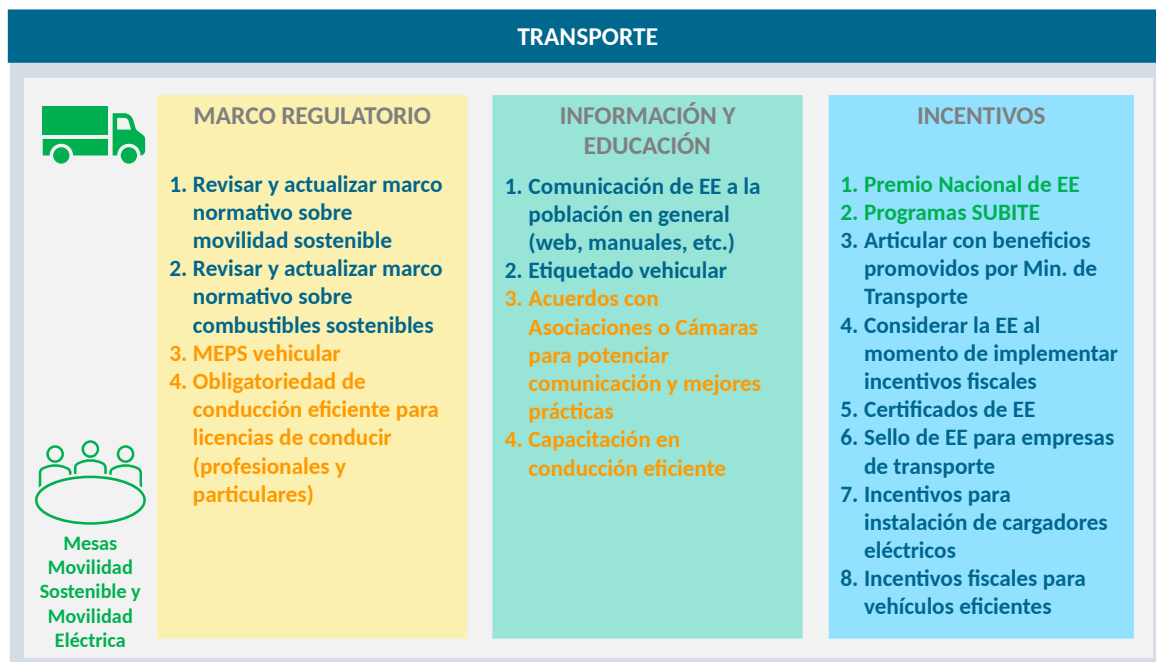 TRANSPORTE
MARCO REGULATORIO
1. Revisar y actualizar marco
normativo sobre
movilidad sostenible
2. Revisar y actualizar marco
normativo sobre
combustibles sostenibles
3. MEPS vehicular
4. Obligatoriedad de
conducción eficiente para
licencias de conducir
(profesionales y
particulares)
INFORMACIÓN Y
EDUCACIÓN
1. Comunicación de EE a la
población en general
(web, manuales, etc.)
2. Etiquetado vehicular
3. Acuerdos con
Asociaciones o Cámaras
para potenciar
comunicación y mejores
prácticas
4. Capacitación en
conducción eficiente
INCENTIVOS
1. Premio Nacional de EE
2. Programas SUBITE
3. Articular con beneficios
promovidos por Min. de
Transporte
4. Considerar la EE al
momento de implementar
incentivos fiscales
5. Certificados de EE
6. Sello de EE para empresas
de transporte
7. Incentivos para
instalación de cargadores
eléctricos
8. Incentivos fiscales para
vehículos eficientes
Mesas
Movilidad
Sostenible y
Movilidad
Eléctrica